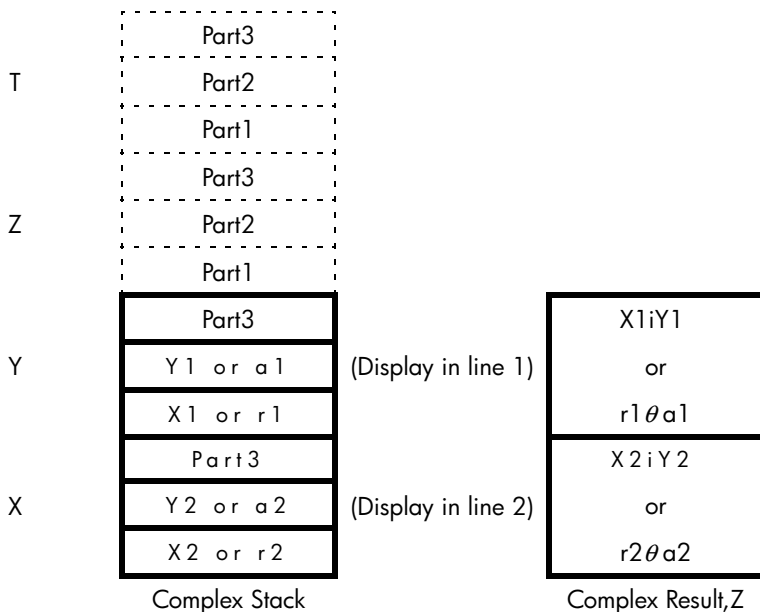 Part3
T Part2
Part1
Part3
Z Part2
Part1
Part3 X1iY1
Y Y1 or a1 (Display in line 1) or
X1 or r1 r1θa1
Part3 X2iY2
X Y2 or a2 (Display in line 2) or
X2 or r2 r2θa2
Complex Stack Complex Result,Z